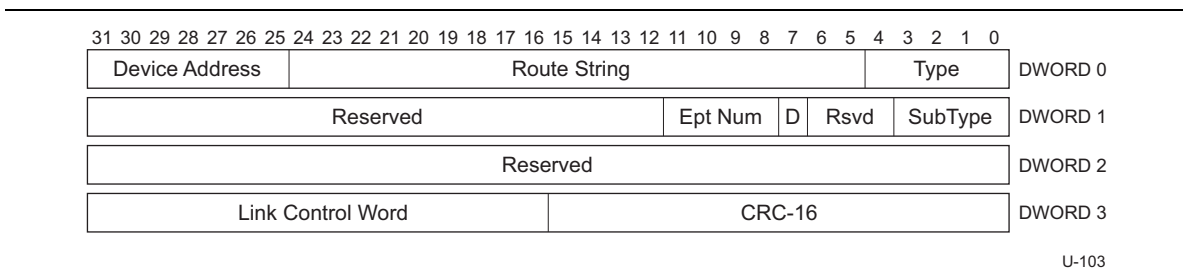 31 30 29 28 27 26 25 24 23 22 21 20 19 18 17 16 15 14 13 12 11 10 9 8 7 6 5 4 3 2 1 0
Device Address Route String Type DWORD 0
Reserved Ept Num D Rsvd SubType DWORD 1
Reserved DWORD 2
Link Control Word CRC-16 DWORD 3
U-103